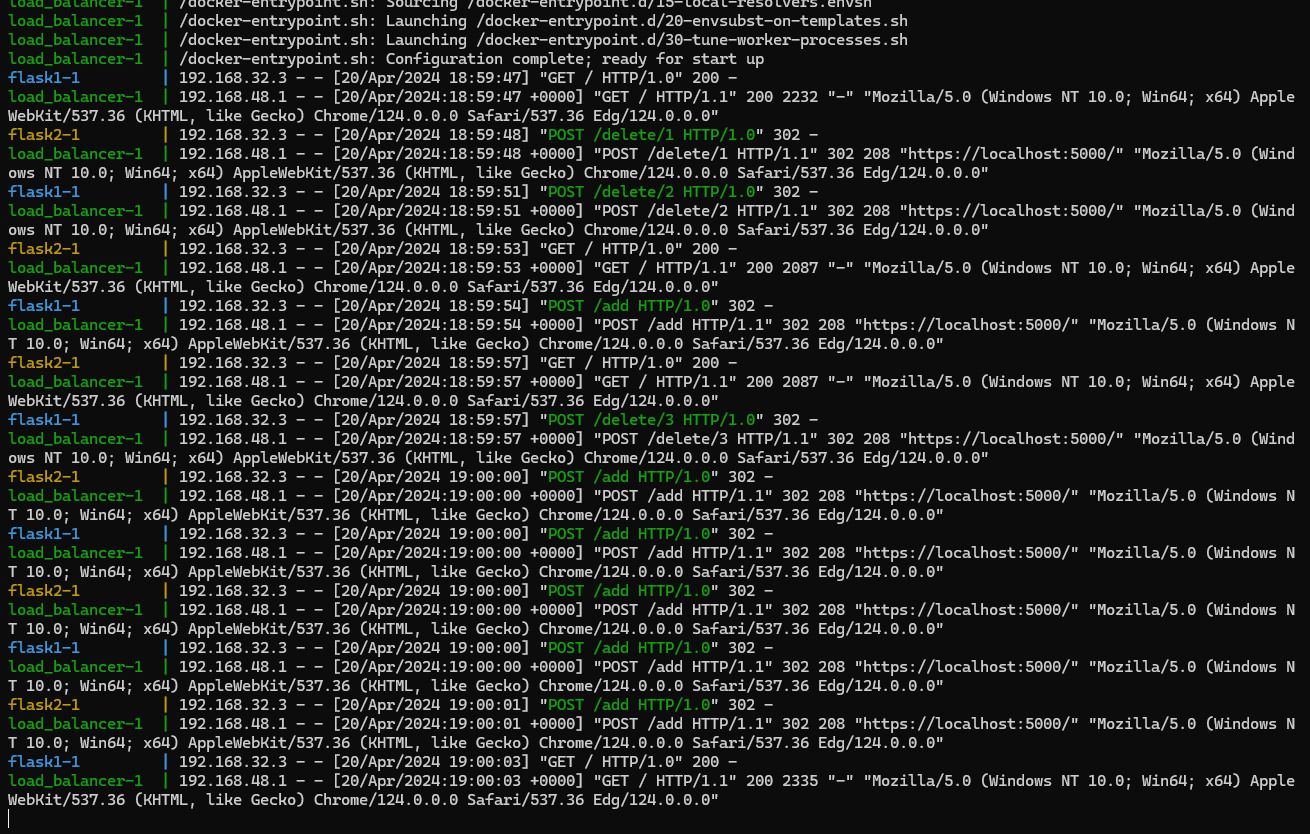 load_balancer-1  | /docker-entrypoint.sh: Sourcing /docker-entrypoint.d/15-local-resolvers.envsh
load_balancer-1  | /docker-entrypoint.sh: Launching /docker-entrypoint.d/20-envsubst-on-templates.sh
load_balancer-1  | /docker-entrypoint.sh: Launching /docker-entrypoint.d/30-tune-worker-processes.sh
load_balancer-1  | /docker-entrypoint.sh: Configuration complete; ready for start up
flask1-1         | 192.168.32.3 - - [20/Apr/2024 18:59:47] "GET / HTTP/1.0" 200 -
load_balancer-1  | 192.168.48.1 - - [20/Apr/2024:18:59:47 +0000] "GET / HTTP/1.1" 200 2232 "-" "Mozilla/5.0 (Windows NT 10.0; Win64; x64) Apple
WebKit/537.36 (KHTML, like Gecko) Chrome/124.0.0.0 Safari/537.36 Edg/124.0.0.0"
flask2-1         | 192.168.32.3 - - [20/Apr/2024 18:59:48] "POST /delete/1 HTTP/1.0" 302 -
load_balancer-1  | 192.168.48.1 - - [20/Apr/2024:18:59:48 +0000] "POST /delete/1 HTTP/1.1" 302 208 "https://localhost:5000/" "Mozilla/5.0 (Wind
ows NT 10.0; Win64; x64) AppleWebKit/537.36 (KHTML, like Gecko) Chrome/124.0.0.0 Safari/537.36 Edg/124.0.0.0"
flask1-1         | 192.168.32.3 - - [20/Apr/2024 18:59:51] "POST /delete/2 HTTP/1.0" 302 -
load_balancer-1  | 192.168.48.1 - - [20/Apr/2024:18:59:51 +0000] "POST /delete/2 HTTP/1.1" 302 208 "https://localhost:5000/" "Mozilla/5.0 (Wind
ows NT 10.0; Win64; x64) AppleWebKit/537.36 (KHTML, like Gecko) Chrome/124.0.0.0 Safari/537.36 Edg/124.0.0.0"
flask2-1         | 192.168.32.3 - - [20/Apr/2024 18:59:53] "GET / HTTP/1.0" 200 -
load_balancer-1  | 192.168.48.1 - - [20/Apr/2024:18:59:53 +0000] "GET / HTTP/1.1" 200 2087 "-" "Mozilla/5.0 (Windows NT 10.0; Win64; x64) Apple
WebKit/537.36 (KHTML, like Gecko) Chrome/124.0.0.0 Safari/537.36 Edg/124.0.0.0"
flask1-1         | 192.168.32.3 - - [20/Apr/2024 18:59:54] "POST /add HTTP/1.0" 302 -
load_balancer-1  | 192.168.48.1 - - [20/Apr/2024:18:59:54 +0000] "POST /add HTTP/1.1" 302 208 "https://localhost:5000/" "Mozilla/5.0 (Windows N
T 10.0; Win64; x64) AppleWebKit/537.36 (KHTML, like Gecko) Chrome/124.0.0.0 Safari/537.36 Edg/124.0.0.0"
flask2-1         | 192.168.32.3 - - [20/Apr/2024 18:59:57] "GET / HTTP/1.0" 200 -
load_balancer-1  | 192.168.48.1 - - [20/Apr/2024:18:59:57 +0000] "GET / HTTP/1.1" 200 2087 "-" "Mozilla/5.0 (Windows NT 10.0; Win64; x64) Apple
WebKit/537.36 (KHTML, like Gecko) Chrome/124.0.0.0 Safari/537.36 Edg/124.0.0.0"
flask1-1         | 192.168.32.3 - - [20/Apr/2024 18:59:57] "POST /delete/3 HTTP/1.0" 302 -
load_balancer-1  | 192.168.48.1 - - [20/Apr/2024:18:59:57 +0000] "POST /delete/3 HTTP/1.1" 302 208 "https://localhost:5000/" "Mozilla/5.0 (Wind
ows NT 10.0; Win64; x64) AppleWebKit/537.36 (KHTML, like Gecko) Chrome/124.0.0.0 Safari/537.36 Edg/124.0.0.0"
flask2-1         | 192.168.32.3 - - [20/Apr/2024 19:00:00] "POST /add HTTP/1.0" 302 -
load_balancer-1  | 192.168.48.1 - - [20/Apr/2024:19:00:00 +0000] "POST /add HTTP/1.1" 302 208 "https://localhost:5000/" "Mozilla/5.0 (Windows N
T 10.0; Win64; x64) AppleWebKit/537.36 (KHTML, like Gecko) Chrome/124.0.0.0 Safari/537.36 Edg/124.0.0.0"
flask1-1         | 192.168.32.3 - - [20/Apr/2024 19:00:00] "POST /add HTTP/1.0" 302 -
load_balancer-1  | 192.168.48.1 - - [20/Apr/2024:19:00:00 +0000] "POST /add HTTP/1.1" 302 208 "https://localhost:5000/" "Mozilla/5.0 (Windows N
T 10.0; Win64; x64) AppleWebKit/537.36 (KHTML, like Gecko) Chrome/124.0.0.0 Safari/537.36 Edg/124.0.0.0"
flask2-1         | 192.168.32.3 - - [20/Apr/2024 19:00:00] "POST /add HTTP/1.0" 302 -
load_balancer-1  | 192.168.48.1 - - [20/Apr/2024:19:00:00 +0000] "POST /add HTTP/1.1" 302 208 "https://localhost:5000/" "Mozilla/5.0 (Windows N
T 10.0; Win64; x64) AppleWebKit/537.36 (KHTML, like Gecko) Chrome/124.0.0.0 Safari/537.36 Edg/124.0.0.0"
flask1-1         | 192.168.32.3 - - [20/Apr/2024 19:00:00] "POST /add HTTP/1.0" 302 -
load_balancer-1  | 192.168.48.1 - - [20/Apr/2024:19:00:00 +0000] "POST /add HTTP/1.1" 302 208 "https://localhost:5000/" "Mozilla/5.0 (Windows N
T 10.0; Win64; x64) AppleWebKit/537.36 (KHTML, like Gecko) Chrome/124.0.0.0 Safari/537.36 Edg/124.0.0.0"
flask2-1         | 192.168.32.3 - - [20/Apr/2024 19:00:01] "POST /add HTTP/1.0" 302 -
load_balancer-1  | 192.168.48.1 - - [20/Apr/2024:19:00:01 +0000] "POST /add HTTP/1.1" 302 208 "https://localhost:5000/" "Mozilla/5.0 (Windows N
T 10.0; Win64; x64) AppleWebKit/537.36 (KHTML, like Gecko) Chrome/124.0.0.0 Safari/537.36 Edg/124.0.0.0"
flask1-1         | 192.168.32.3 - - [20/Apr/2024 19:00:03] "GET / HTTP/1.0" 200 -
load_balancer-1  | 192.168.48.1 - - [20/Apr/2024:19:00:03 +0000] "GET / HTTP/1.1" 200 2335 "-" "Mozilla/5.0 (Windows NT 10.0; Win64; x64) Apple
WebKit/537.36 (KHTML, like Gecko) Chrome/124.0.0.0 Safari/537.36 Edg/124.0.0.0"